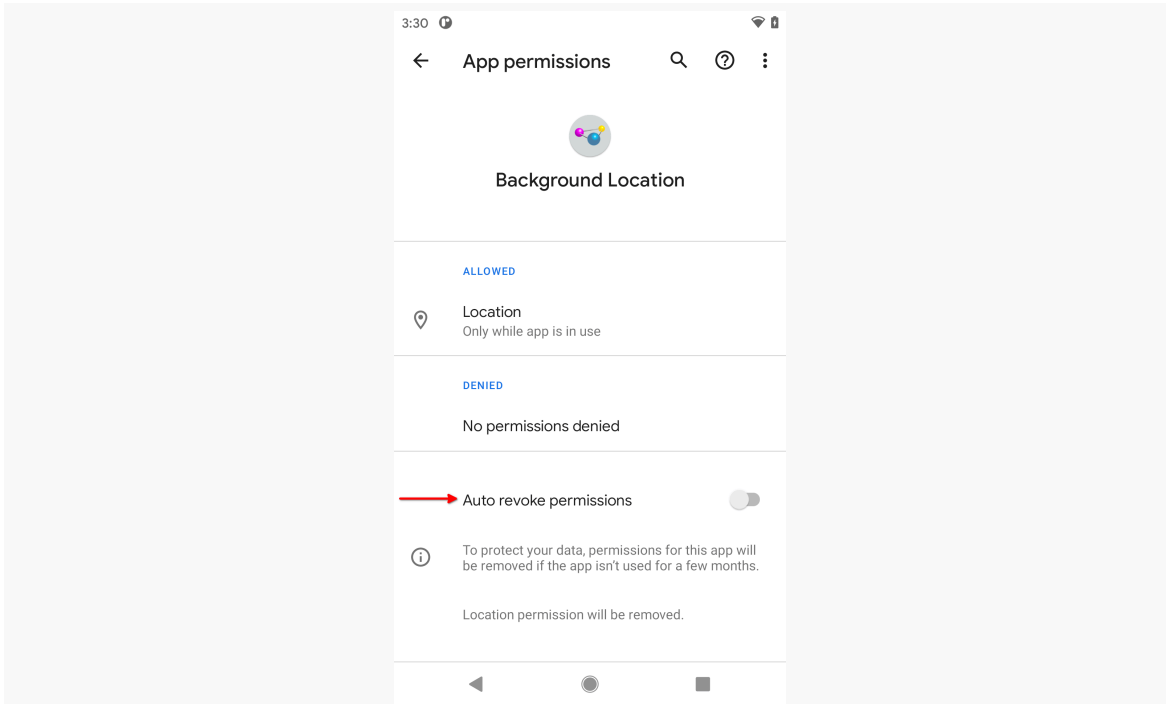 3:30
App permissions
Background Location
ALLOWED
Location
Only while app is in use
DENIED
No permissions denied
Auto revoke permissions
To protect your data, permissions for this app will
be removed if the app isn't used for a few months.
Location permission will be removed.